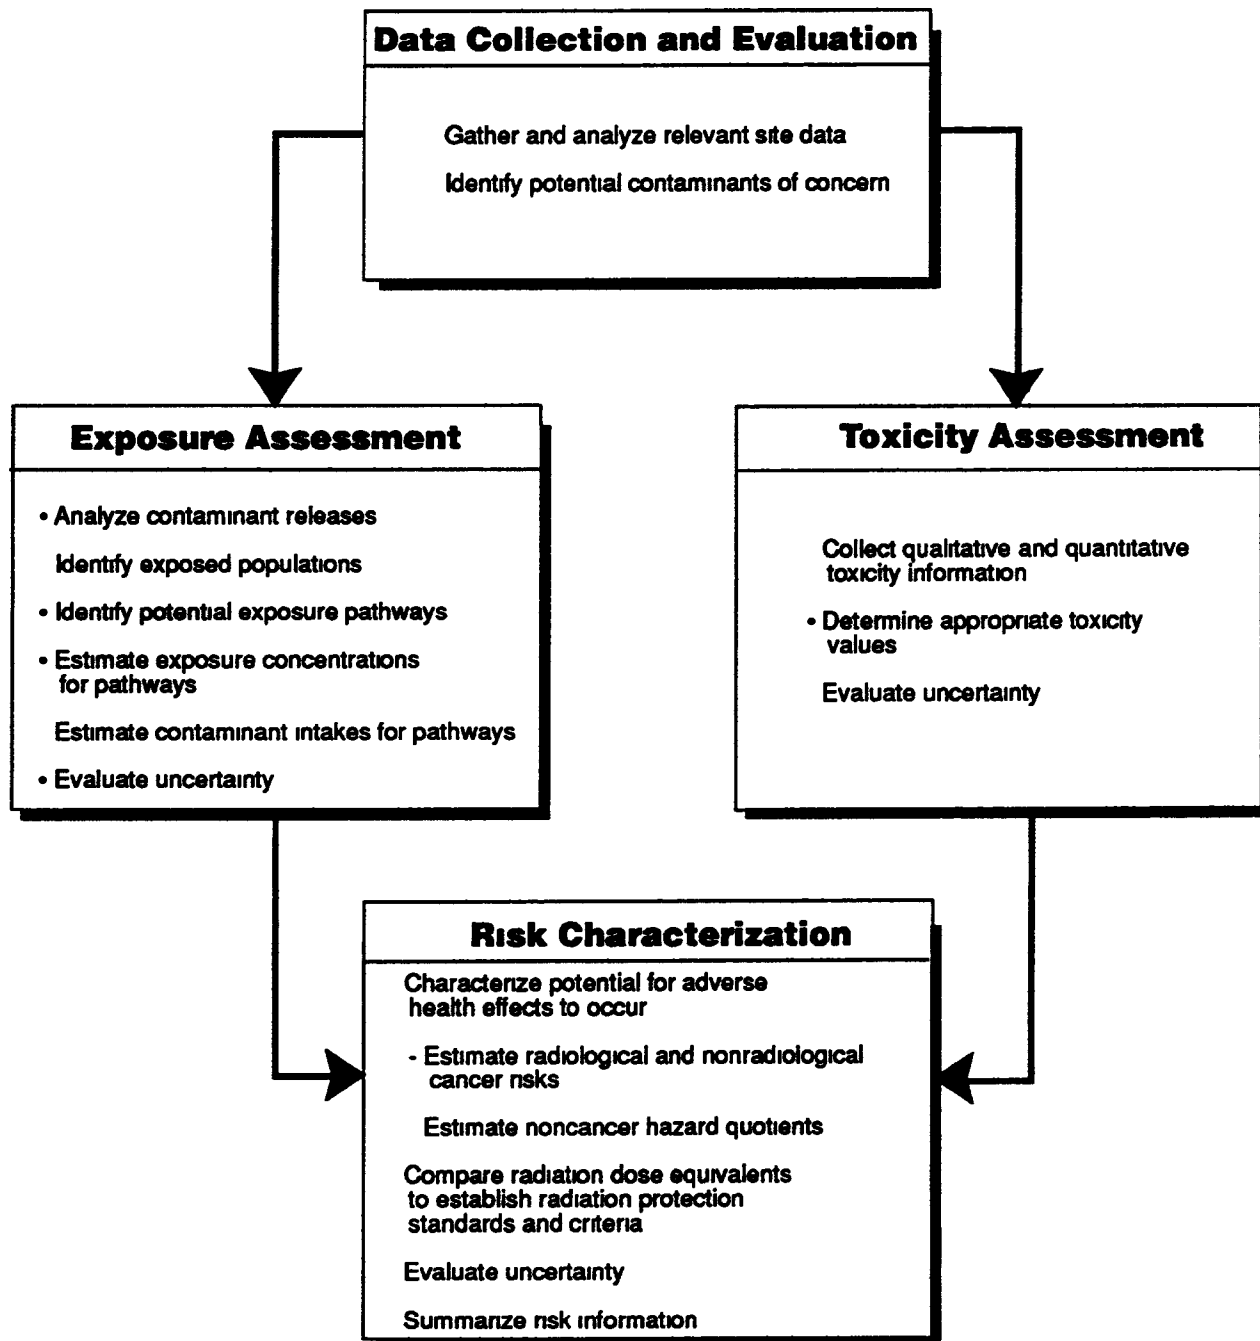 Data Collection and Evaluation
Gather and analyze relevant site data
Identify potential contaminants of concern
Exposure Assessment
• Analyze contaminant releases
Identify exposed populations
• Identify potential exposure pathways
• Estimate exposure concentrations
for pathways
Estimate contaminant intakes for pathways
• Evaluate uncertainty
Toxicity Assessment
Collect qualitative and quantitative
toxicity information
• Determine appropriate toxicity
values
Evaluate uncertainty
Risk Characterization
Characterize potential for adverse
health effects to occur
- Estimate radiological and nonradiological
cancer risks
Estimate noncancer hazard quotients
Compare radiation dose equivalents
to establish radiation protection
standards and criteria
Evaluate uncertainty
Summarize risk information